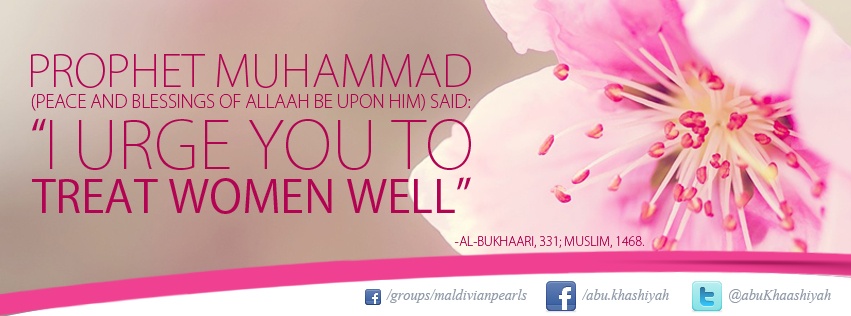 PROPHET MUHAMMAD
(PEACE AND BLESSINGS OF ALLAAH BE UPON HIM) SAID:
“I URGE YOU TO
TREAT WOMEN WELL”
-AL-BUKHAARI, 331; MUSLIM, 1468.
/groups/maldivianpearls /abu.khashiyah @abuKhaashiyah